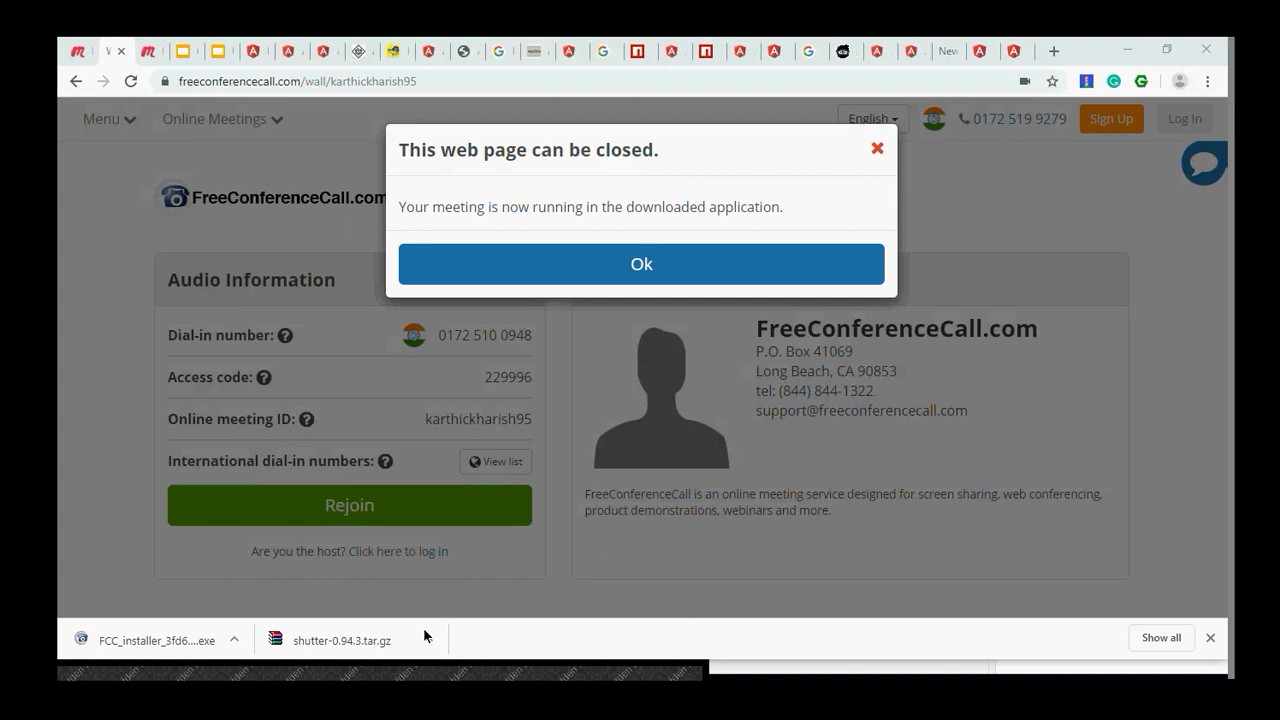 W
New
freeconferencecall.com/wall/karthickharish95
Menu
Online Meetings
English
0172 519 9279
Sign Up
Log In
This web page can be closed.
Your meeting is now running in the downloaded application.
Ok
FreeConferenceCall.com
Audio Information
Dial-in number:
0172 510 0948
Access code:
229996
Online meeting ID:
karthickharish95
International dial-in numbers:
View list
Rejoin
Are you the host? Click here to log in
FreeConferenceCall.com
P.O. Box 41069
Long Beach, CA 90853
tel: (844) 844-1322
support@freeconferencecall.com
FreeConferenceCall is an online meeting service designed for screen sharing, web conferencing,
product demonstrations, webinars and more.
FCC_installer_3fd6....exe
shutter-0.94.3.tar.gz
Show all